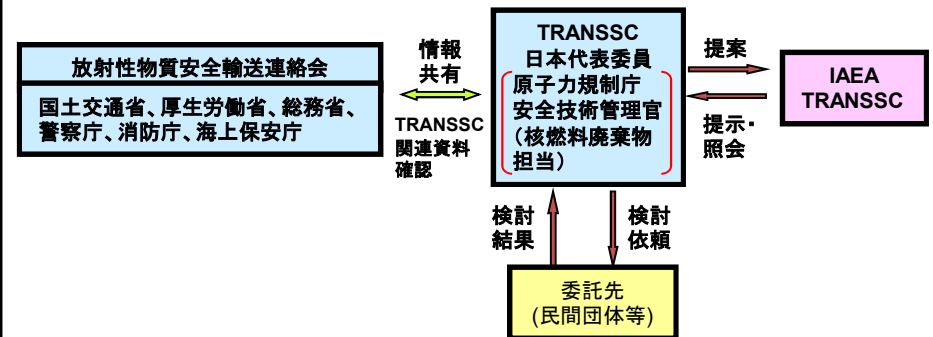 放射性物質安全輸送連絡会
国土交通省、厚生労働省、総務省、
警察庁、消防庁、海上保安庁
情報
共有
TRANSSC
関連資料
確認
TRANSSC
日本代表委員
原子力規制庁
安全技術管理官
（核燃料廃棄物
担当）
提案
提示・
照会
IAEA
TRANSSC
検討
結果
検討
依頼
委託先
(民間団体等)